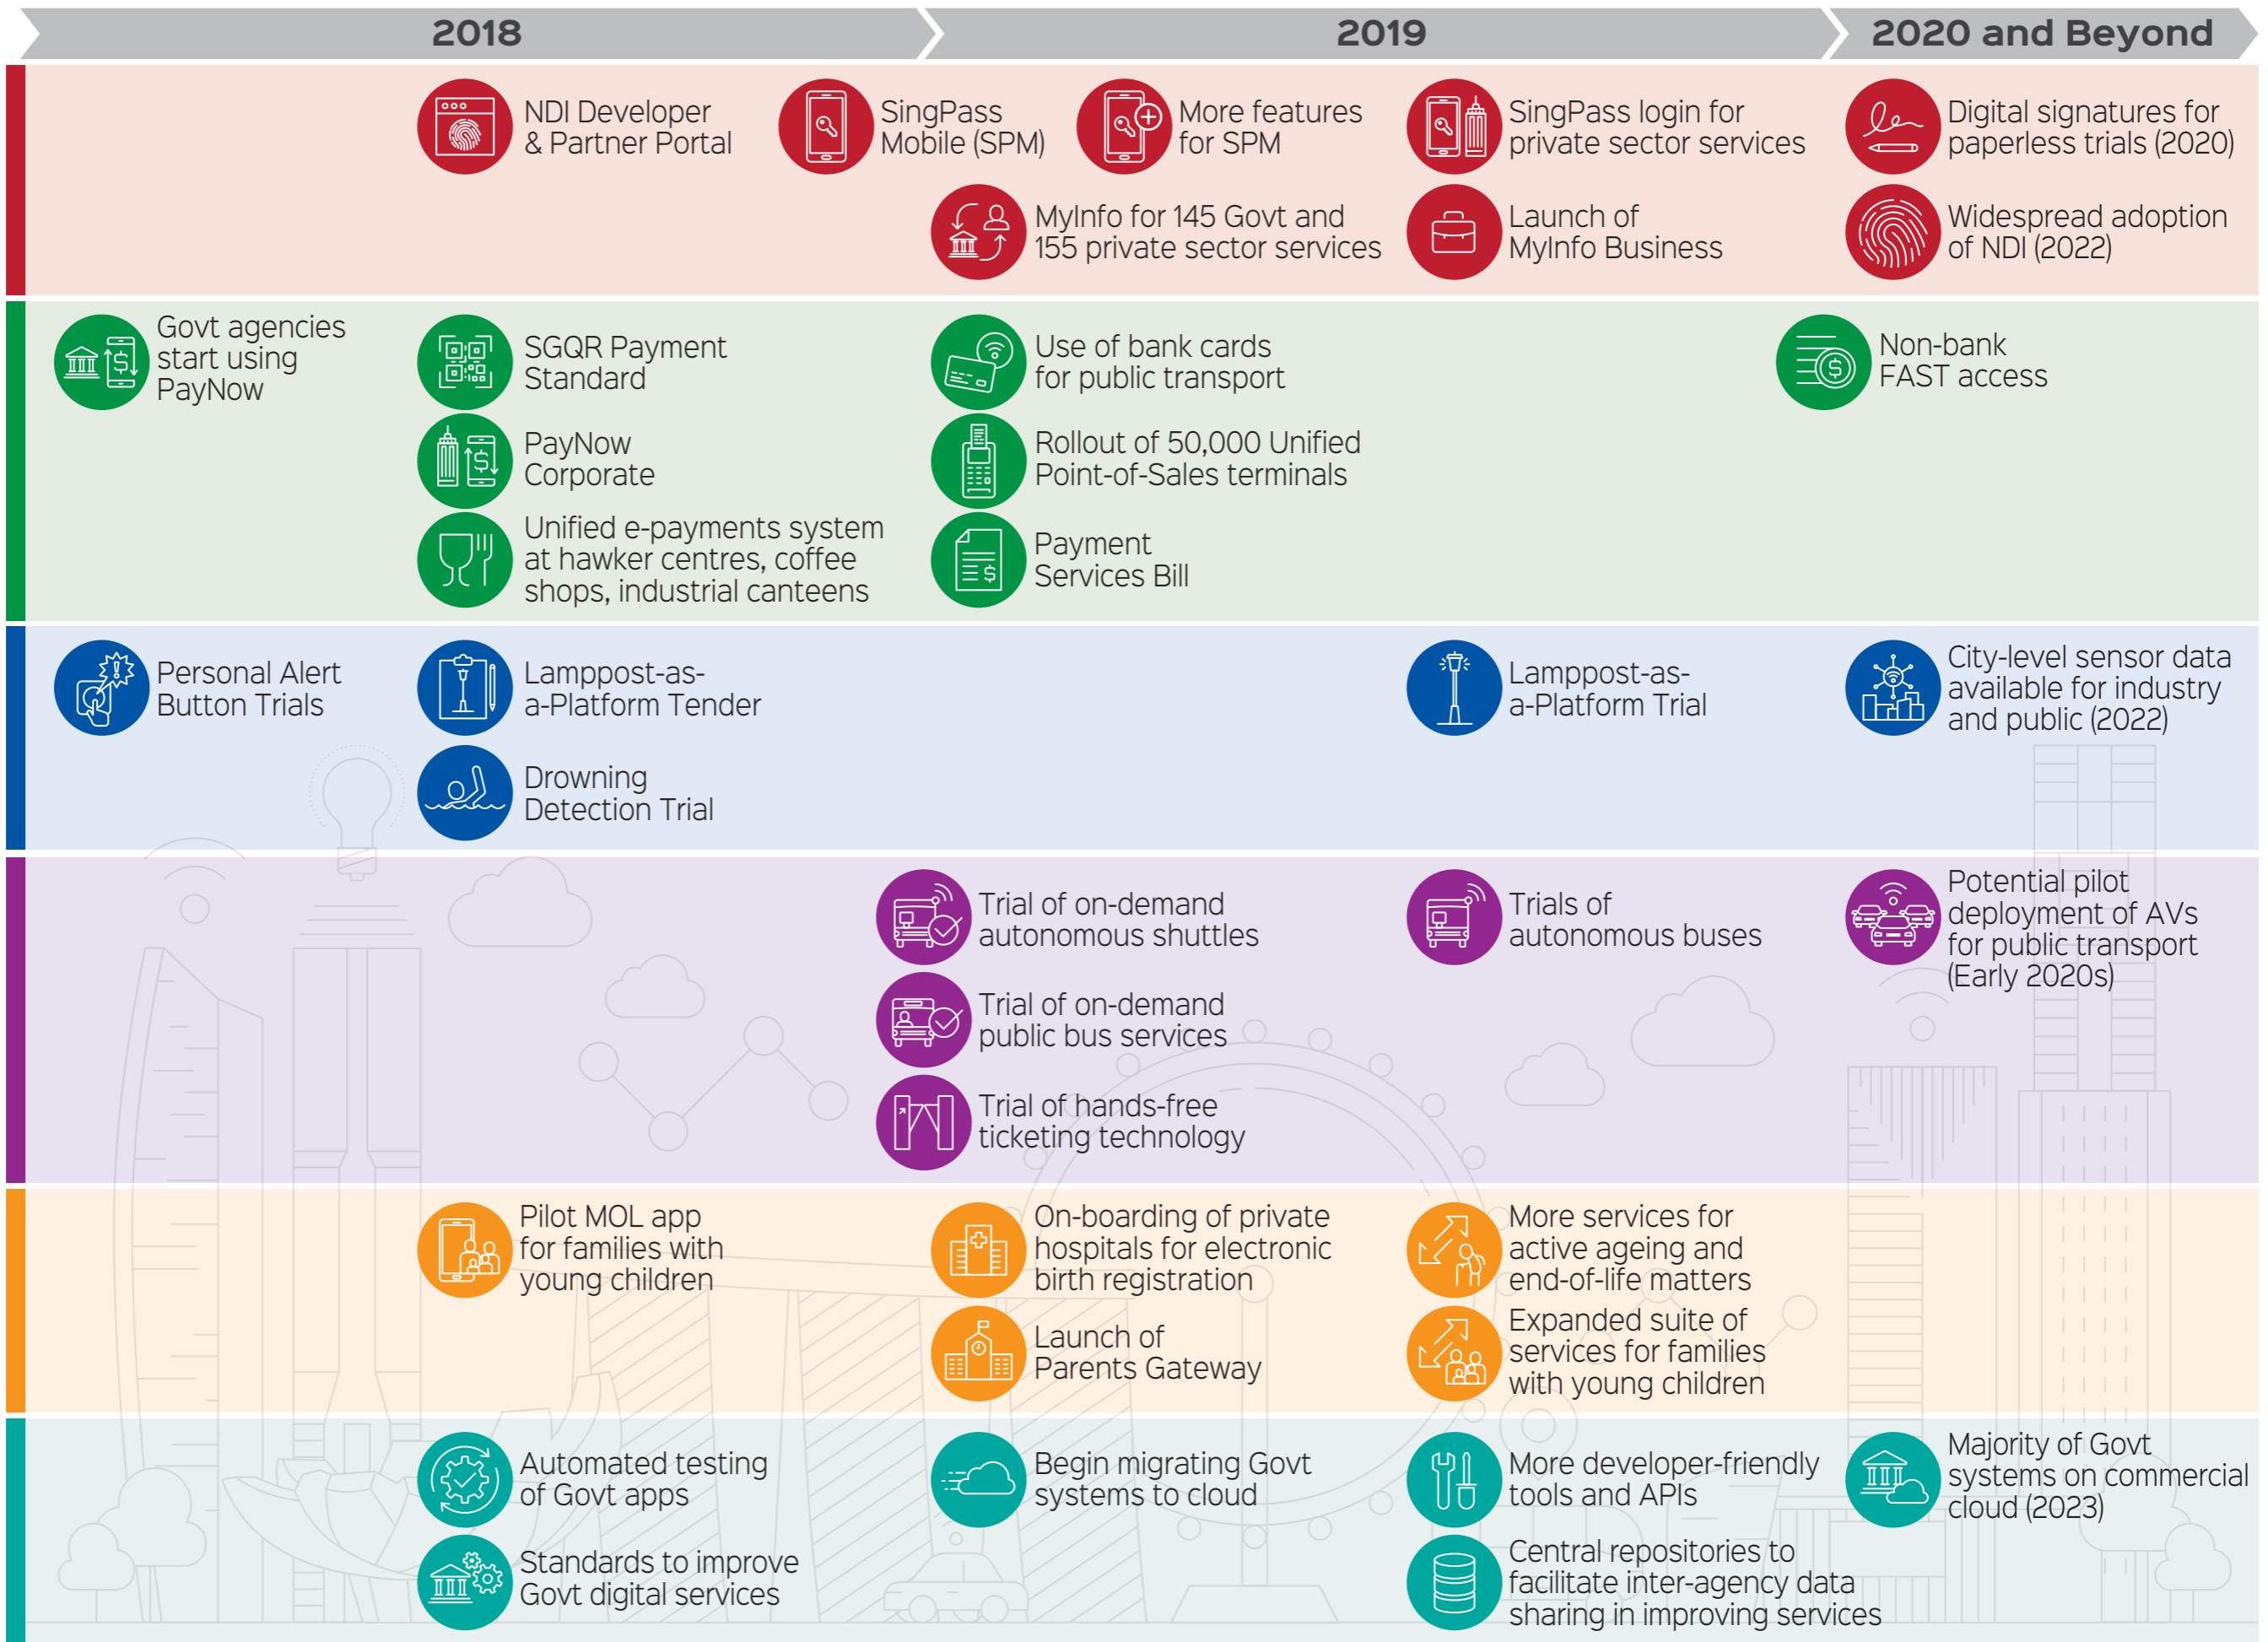 2018
2019
2020 and Beyond
NDI Developer
& Partner Portal
SingPass
Mobile (SPM)
More features
for SPM
SingPass login for
private sector services
Digital signatures for
paperless trials (2020)
MyInfo for 145 Govt and
155 private sector services
Launch of
MyInfo Business
Widespread adoption
of NDI (2022)
Govt agencies
start using
PayNow
SGQR Payment
Standard
Use of bank cards
for public transport
Non-bank
FAST access
PayNow
Corporate
Rollout of 50,000 Unified
Point-of-Sales terminals
Unified e-payments system
at hawker centres, coffee
shops, industrial canteens
Payment
Services Bill
Personal Alert
Button Trials
Lamppost-as-
a-Platform Tender
Lamppost-as-
a-Platform Trial
City-level sensor data
available for industry
and public (2022)
Drowning
Detection Trial
Trial of on-demand
autonomous shuttles
Trials of
autonomous buses
Potential pilot
deployment of AVs
for public transport
(Early 2020s)
Trial of on-demand
public bus services
Trial of hands-free
ticketing technology
Pilot MOL app
for families with
young children
On-boarding of private
hospitals for electronic
birth registration
More services for
active ageing and
end-of-life matters
Launch of
Parents Gateway
Expanded suite of
services for families
with young children
Automated testing
of Govt apps
Begin migrating Govt
systems to cloud
More developer-friendly
tools and APIs
Majority of Govt
systems on commercial
cloud (2023)
Standards to improve
Govt digital services
Central repositories to
facilitate inter-agency data
sharing in improving services